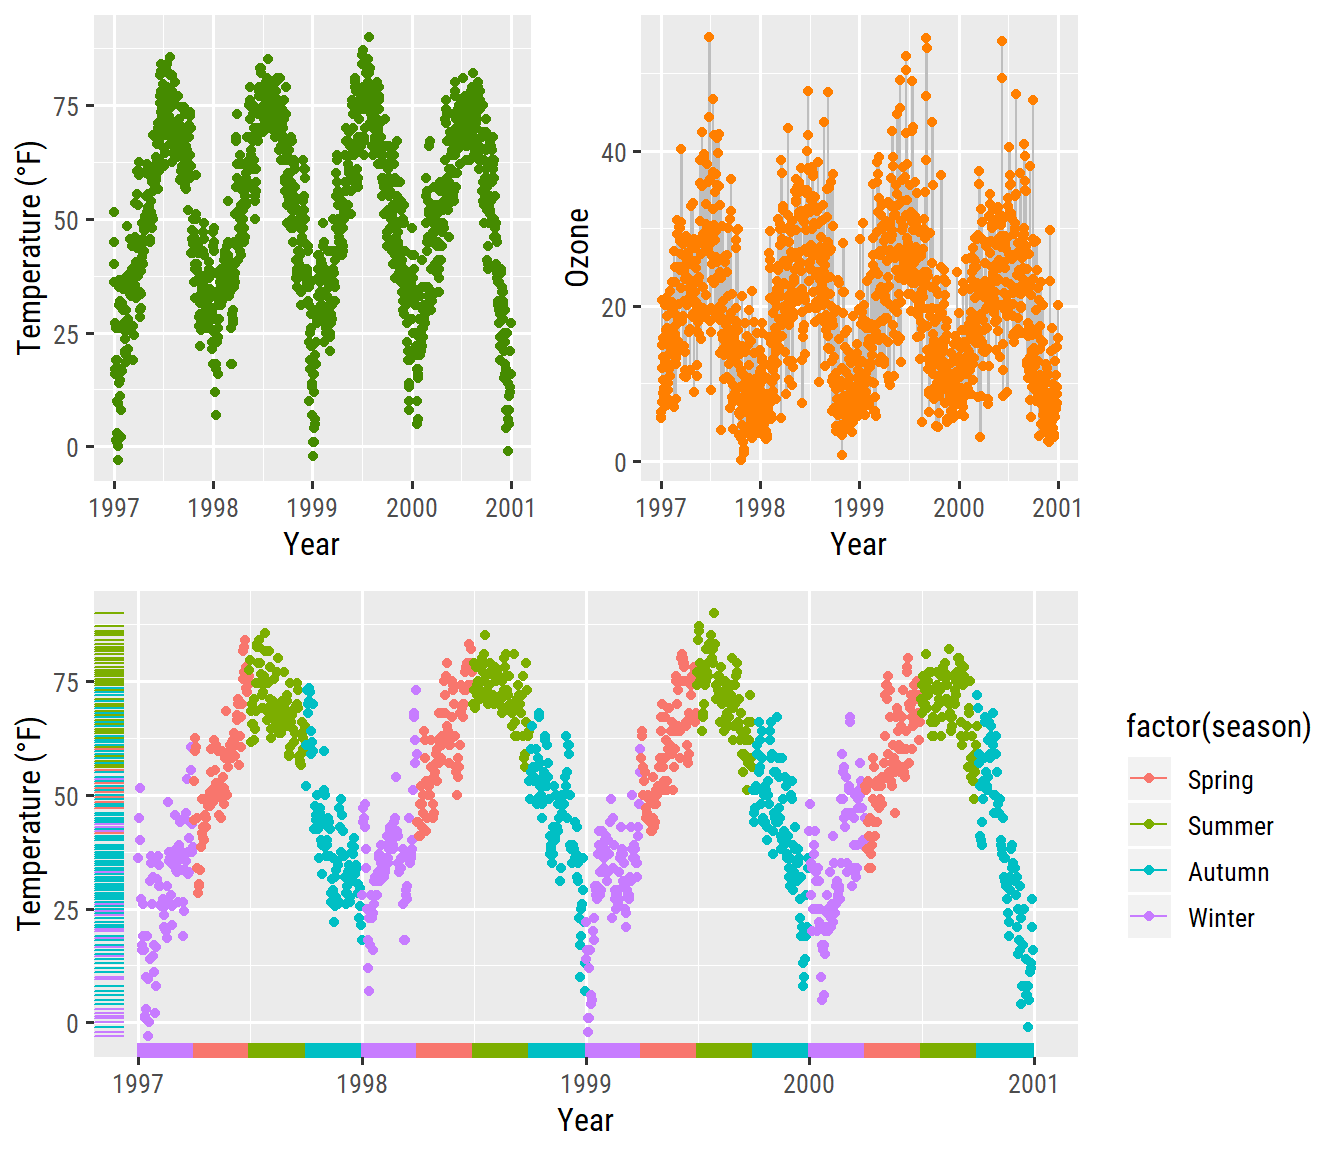 Temperature (°F)
75
50
25
0
1997 1998 1999 2000 2001
Year
Ozone
40
20
0
1997 1998 1999 2000 2001
Year
Temperature (°F)
75
50
25
0
1997 1998 1999 2000 2001
Year
factor(season)
Spring
Summer
Autumn
Winter